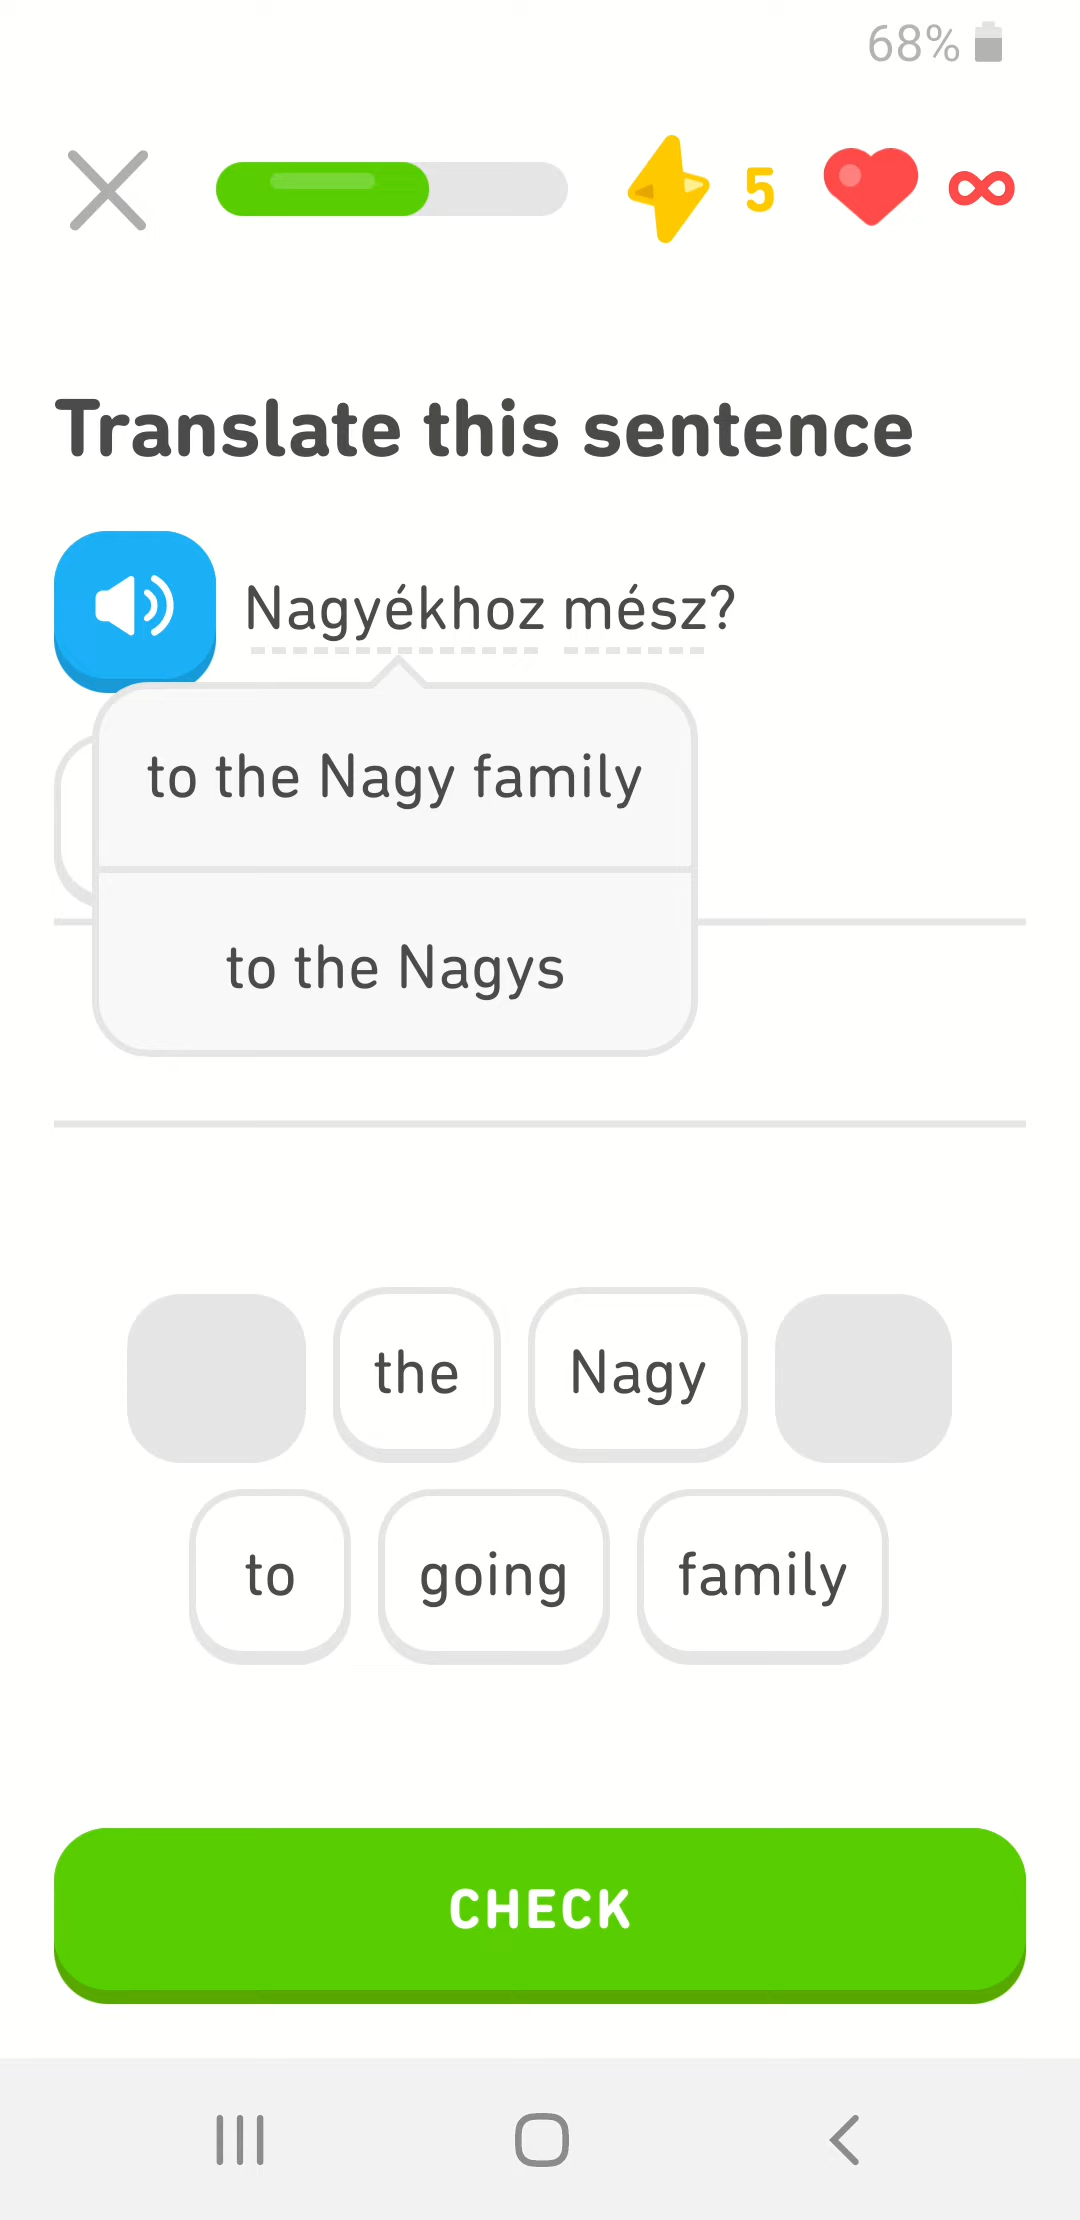 68%
5
Translate this sentence
Nagyékhoz mész?
to the Nagy family
to the Nagys
the Nagy
to going family
CHECK